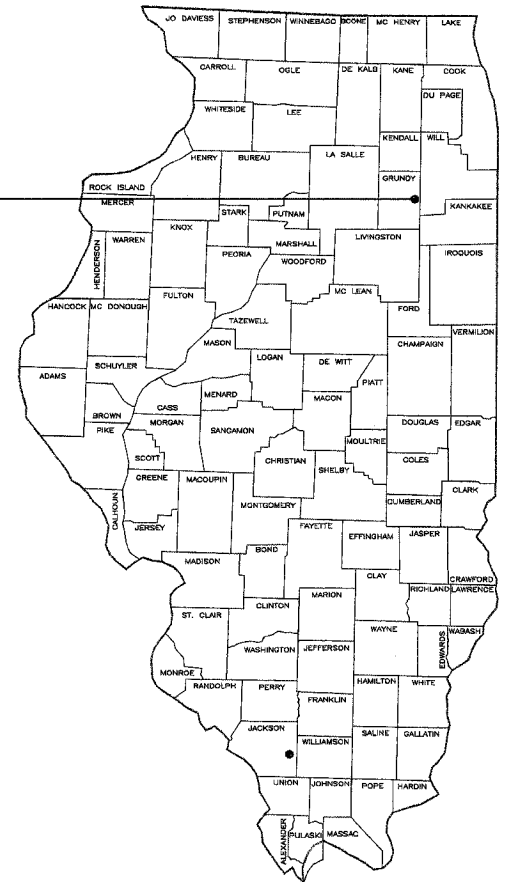 JO DAVIESS STEPHENSON WINNEBAGO BOONE MC HENRY LAKE
CARROLL OGLE DE KALB KANE COOK
DU PAGE
WHITESIDE LEE
KENDALL WILL
HENRY BUREAU LA SALLE
GRUNDY
ROCK ISLAND
MERCER
STARK PUTNAM KANKAKEE
KNOX
HENDERSON WARREN MARSHALL LIVINGSTON
PEORIA WOODFORD IROQUOIS
FULTON MC LEAN
HANCOCK MC DONOUGH TAZEWELL FORD VERMILION
MASON CHAMPAIGN
LOGAN DE WITT
SCHUYLER
ADAMS PIATT
MENARD MACON
CASS
BROWN MORGAN SANGAMON DOUGLAS EDGAR
PIKE MOULTRIE
SCOTT CHRISTIAN SHELBY COLES
GREENE MACOUPIN
CALHOUN MONTGOMERY CUMBERLAND CLARK
JERSEY FAYETTE EFFINGHAM JASPER
BOND
MADISON CLAY CRAWFORD
RICHLAND LAWRENCE
CLINTON MARION
ST. CLAIR WAYNE EDWARDS WABASH
WASHINGTON JEFFERSON
MONROE
RANDOLPH PERRY HAMILTON WHITE
FRANKLIN
JACKSON WILLIAMSON SALINE GALLATIN
UNION JOHNSON POPE HARDIN
ALEXANDER PULASKI MASSAC